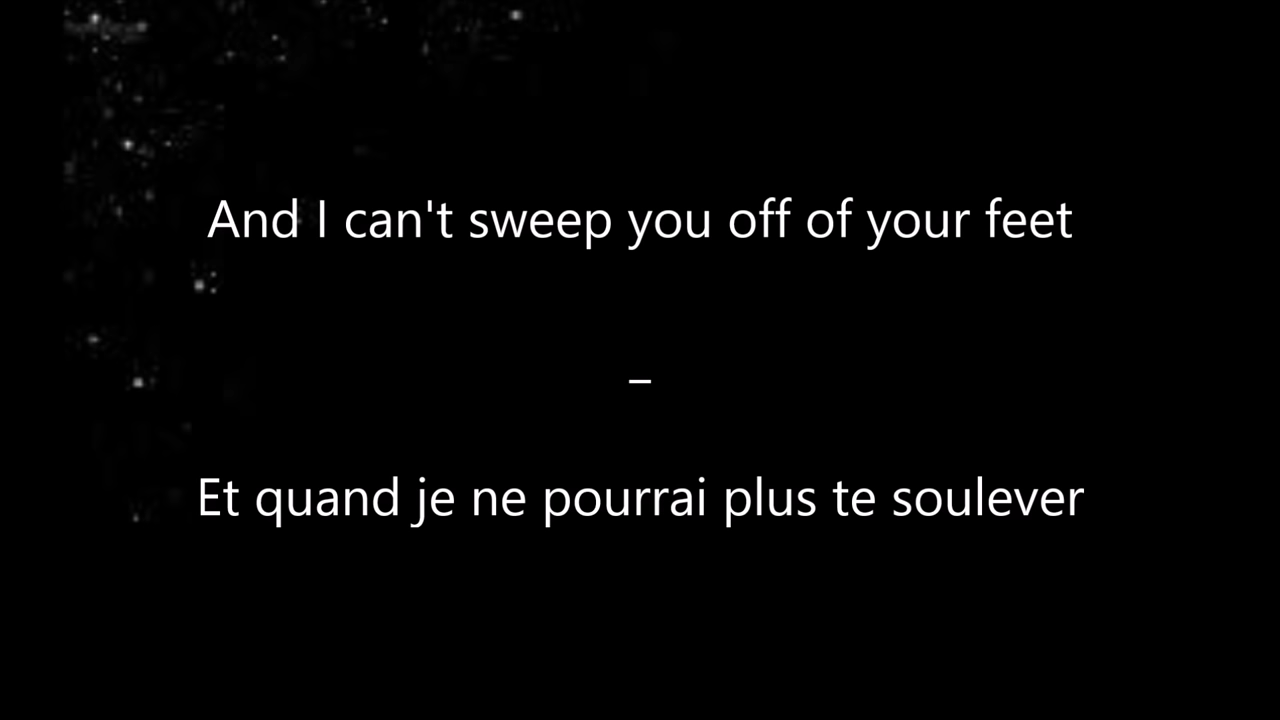 And I can't sweep you off of your feet
–
Et quand je ne pourrai plus te soulever